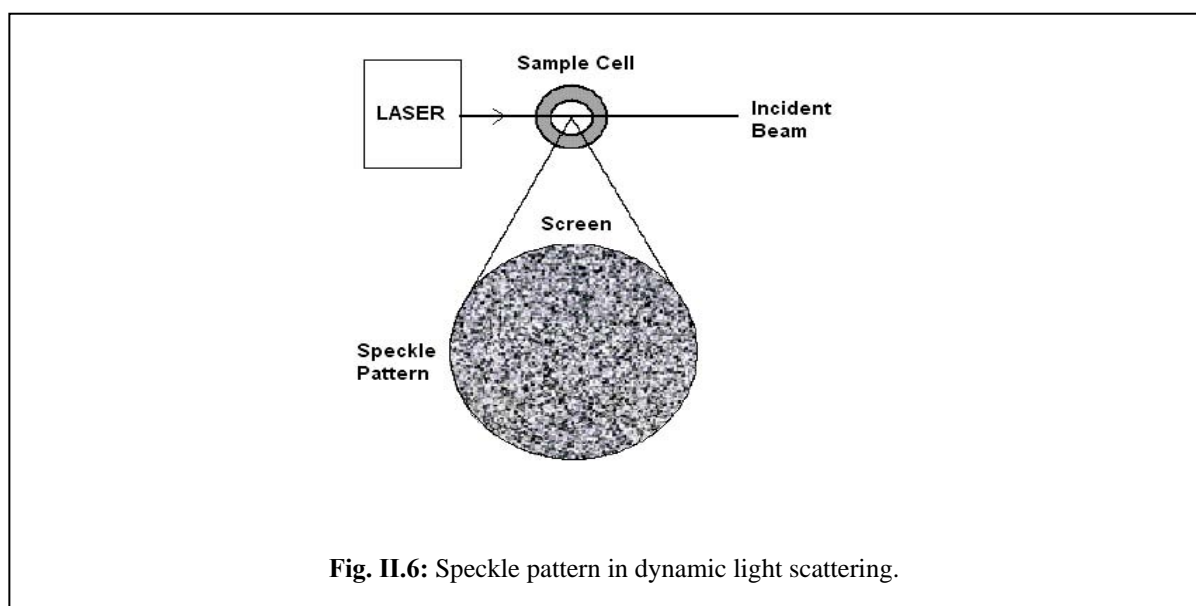 Sample Cell
LASER
Incident
Beam
Screen
Speckle
Pattern
Fig. II.6: Speckle pattern in dynamic light scattering.